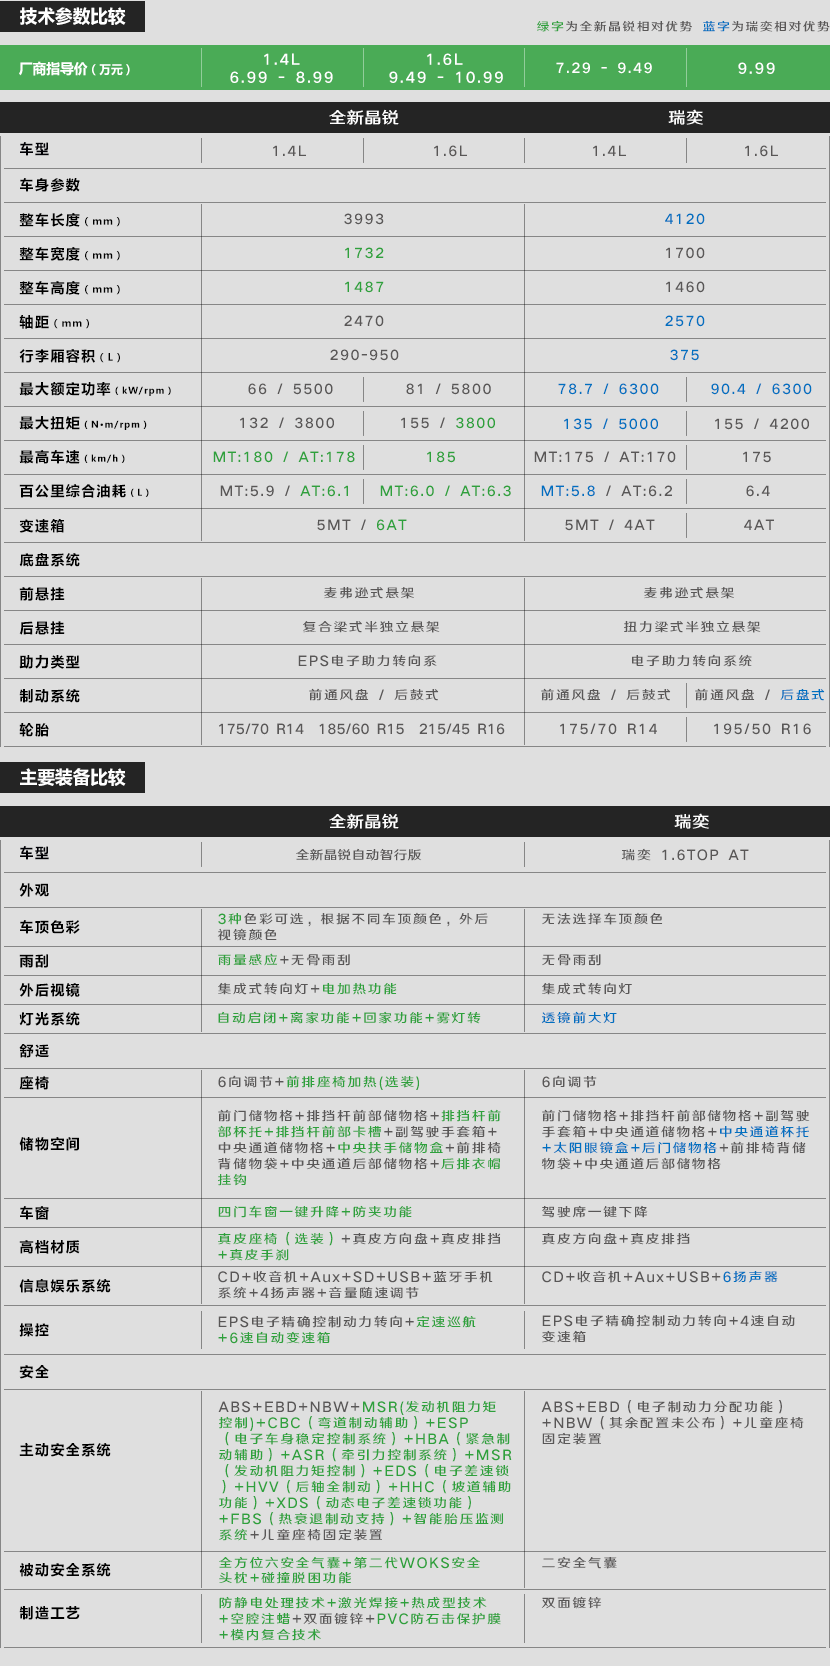 技术参数比较
绿字为全新晶锐相对优势 蓝字为瑞奕相对优势
厂商指导价（万元） 1.4L 6.99 - 8.99 1.6L 9.49 - 10.99 7.29 - 9.49 9.99
全新晶锐 瑞奕
车型 1.4L 1.6L 1.4L 1.6L
车身参数
整车长度（mm） 3993 4120
整车宽度（mm） 1732 1700
整车高度（mm） 1487 1460
轴距（mm） 2470 2570
行李厢容积（L） 290-950 375
最大额定功率（kW/rpm） 66 / 5500 81 / 5800 78.7 / 6300 90.4 / 6300
最大扭矩（N·m/rpm） 132 / 3800 155 / 3800 135 / 5000 155 / 4200
最高车速（km/h） MT:180 / AT:178 185 MT:175 / AT:170 175
百公里综合油耗（L） MT:5.9 / AT:6.1 MT:6.0 / AT:6.3 MT:5.8 / AT:6.2 6.4
变速箱 5MT / 6AT 5MT / 4AT 4AT
底盘系统
前悬挂 麦弗逊式悬架 麦弗逊式悬架
后悬挂 复合梁式半独立悬架 扭力梁式半独立悬架
助力类型 EPS电子助力转向系 电子助力转向系统
制动系统 前通风盘 / 后鼓式 前通风盘 / 后鼓式 前通风盘 / 后盘式
轮胎 175/70 R14 185/60 R15 215/45 R16 175/70 R14 195/50 R16
主要装备比较
全新晶锐 瑞奕
车型 全新晶锐自动智行版 瑞奕 1.6TOP AT
外观
车顶色彩 3种色彩可选，根据不同车顶颜色，外后 无法选择车顶颜色
视镜颜色
雨刮 雨量感应+无骨雨刮 无骨雨刮
外后视镜 集成式转向灯+电加热功能 集成式转向灯
灯光系统 自动启闭+离家功能+回家功能+雾灯转 透镜前大灯
舒适
座椅 6向调节+前排座椅加热(选装) 6向调节
储物空间
前门储物格+排挡杆前部储物格+排挡杆前
部杯托+排挡杆前部卡槽+副驾驶手套箱+
中央通道储物格+中央扶手储物盒+前排椅
背储物袋+中央通道后部储物格+后排衣帽
挂钩
前门储物格+排挡杆前部储物格+副驾驶
手套箱+中央通道储物格+中央通道杯托
+太阳眼镜盒+后门储物格+前排椅背储
物袋+中央通道后部储物格
车窗 四门车窗一键升降+防夹功能 驾驶席一键下降
高档材质 真皮座椅（选装）+真皮方向盘+真皮排挡 真皮方向盘+真皮排挡
+真皮手刹
信息娱乐系统 CD+收音机+Aux+SD+USB+蓝牙手机 CD+收音机+Aux+USB+6扬声器
系统+4扬声器+音量随速调节
操控
EPS电子精确控制动力转向+定速巡航
+6速自动变速箱
EPS电子精确控制动力转向+4速自动
变速箱
安全
主动安全系统
ABS+EBD+NBW+MSR(发动机阻力矩
控制)+CBC（弯道制动辅助）+ESP
（电子车身稳定控制系统）+HBA（紧急制
动辅助）+ASR（牵引力控制系统）+MSR
（发动机阻力矩控制）+EDS（电子差速锁
）+HVV（后轴全制动）+HHC（坡道辅助
功能）+XDS（动态电子差速锁功能）
+FBS（热衰退制动支持）+智能胎压监测
系统+儿童座椅固定装置
ABS+EBD（电子制动力分配功能）
+NBW（其余配置未公布）+儿童座椅
固定装置
被动安全系统 全方位六安全气囊+第二代WOKS安全 二安全气囊
头枕+碰撞脱困功能
制造工艺 防静电处理技术+激光焊接+热成型技术 双面镀锌
+空腔注蜡+双面镀锌+PVC防石击保护膜
+模内复合技术